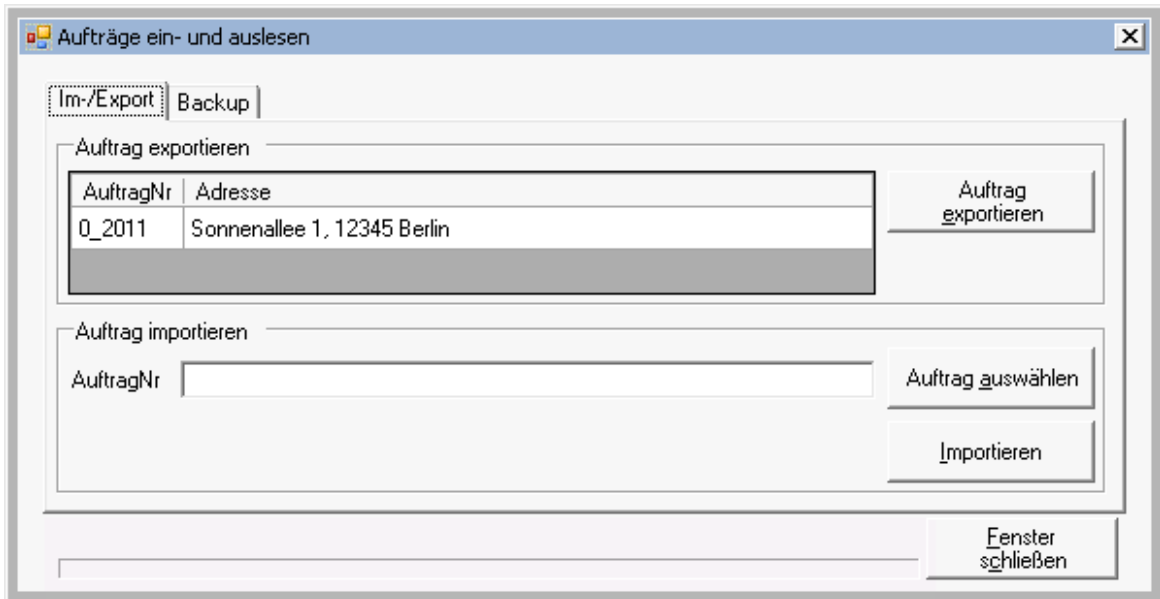 Aufträge ein- und auslesen
Im-/Export Backup
Auftrag exportieren
AuftragNr Adresse
0_2011 Sonnenallee 1, 12345 Berlin
Auftrag
exportieren
Auftrag importieren
AuftragNr
Auftrag auswählen
Importieren
Fenster
schließen